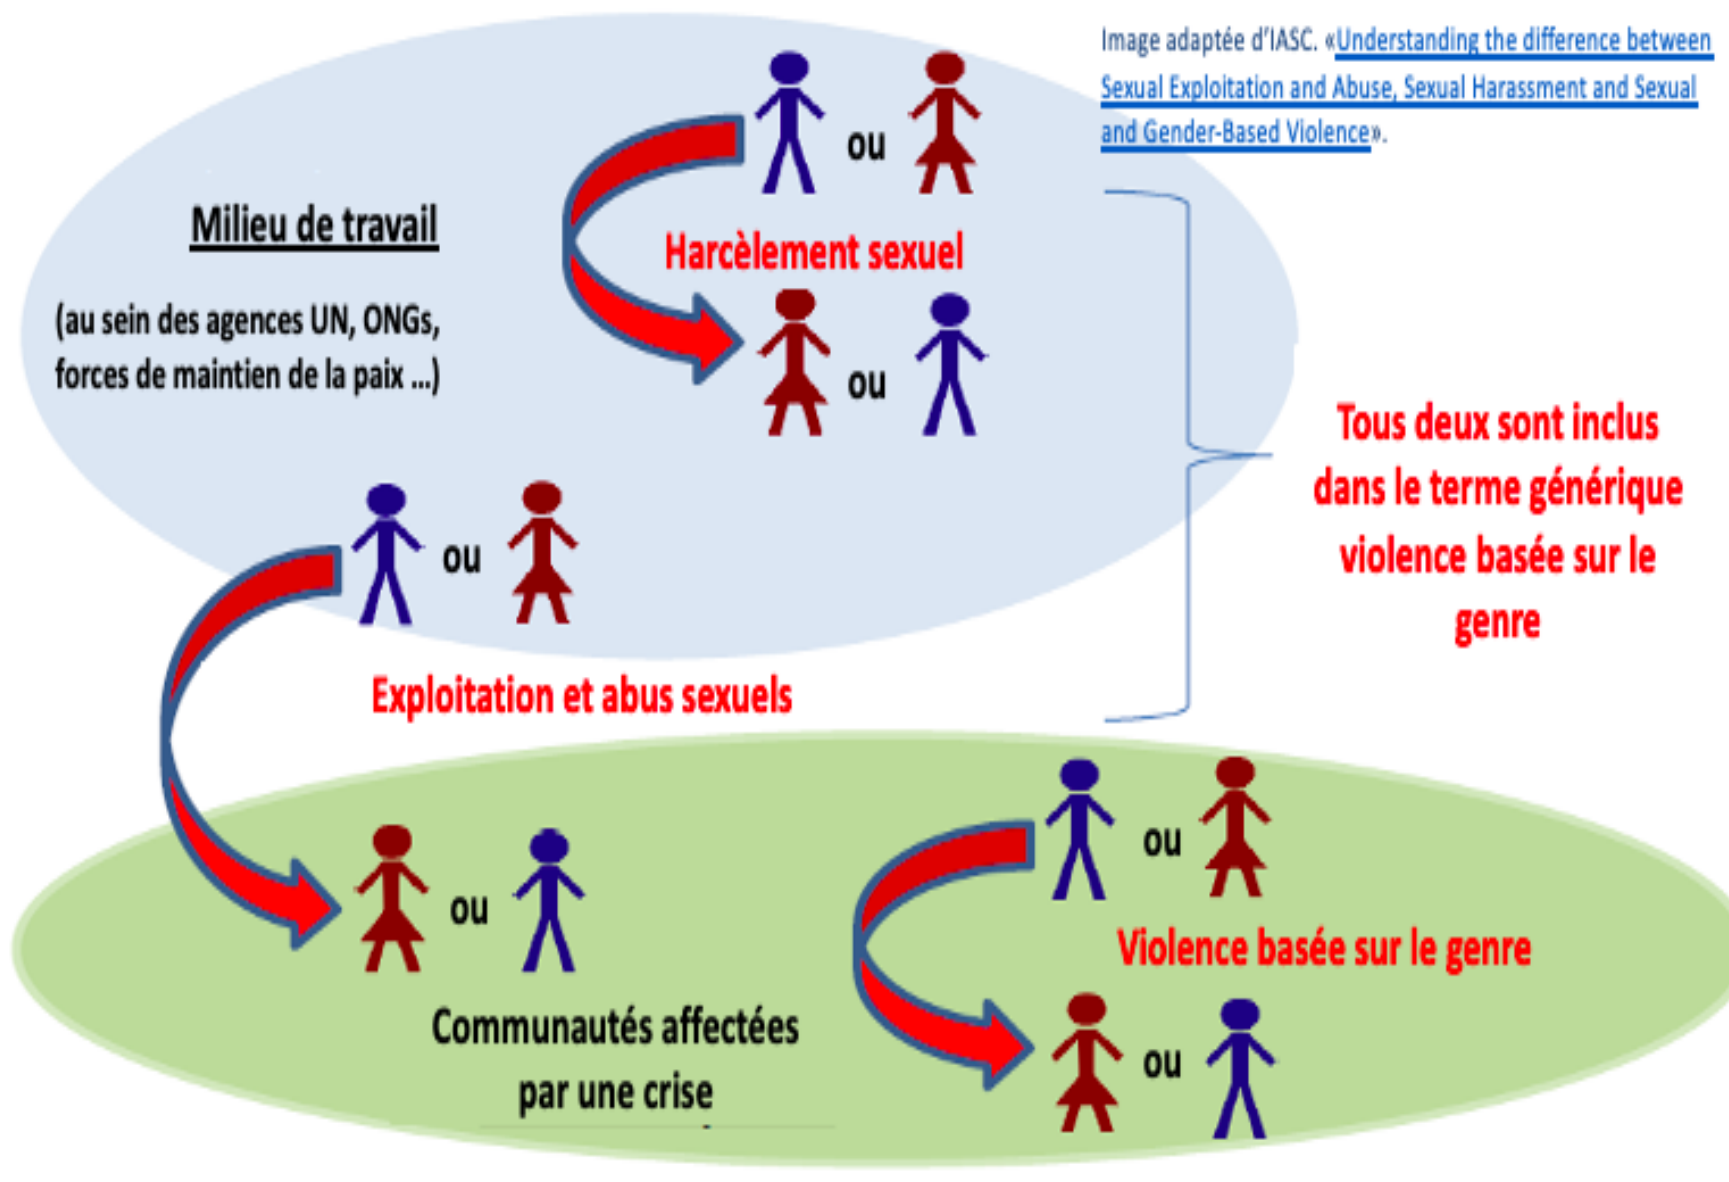 Image adaptée d'IASC. «Understanding the difference between
Sexual Exploitation and Abuse, Sexual Harassment and Sexual
and Gender-Based Violence».
ou
Milieu de travail
Harcèlement sexuel
(au sein des agences UN, ONGs,
forces de maintien de la paix ...)
ou
Tous deux sont inclus
dans le terme générique
violence basée sur le
genre
ou
Exploitation et abus sexuels
ou
ou
Violence basée sur le genre
Communautés affectées
par une crise
ou